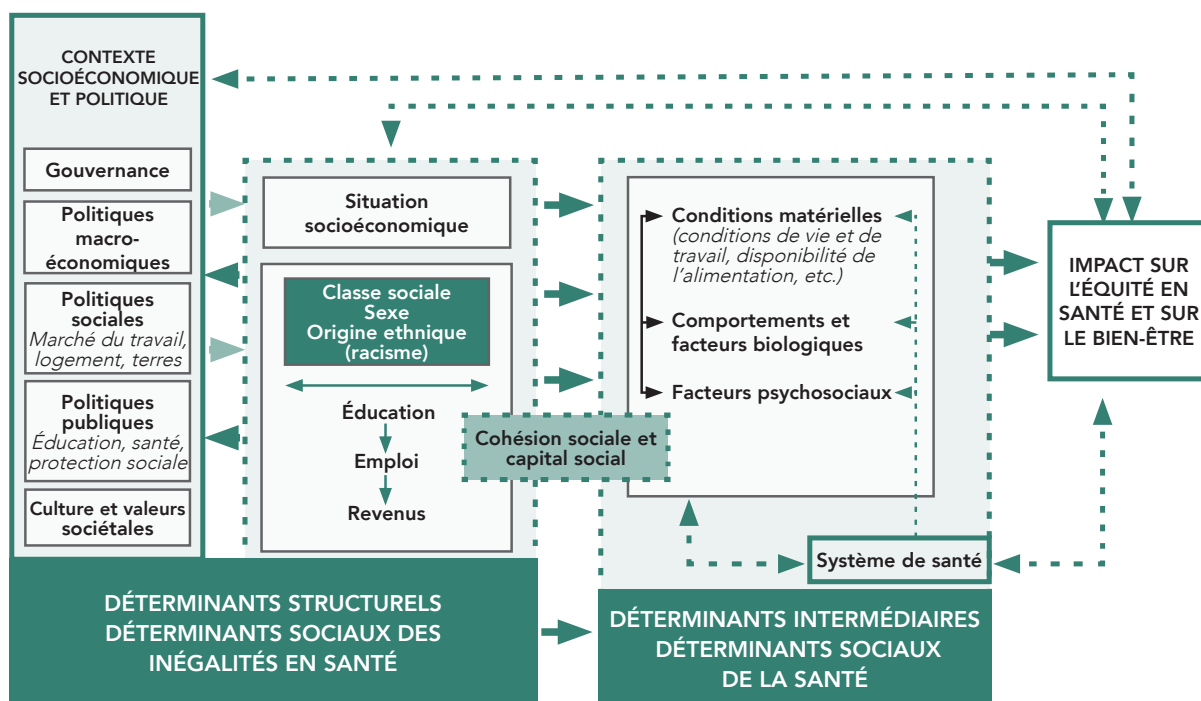 CONTEXTE
SOCIOÉCONOMIQUE
ET POLITIQUE
Gouvernance
Politiques
macro-
économiques
Politiques
sociales
Marché du travail,
logement, terres
Politiques
publiques
Éducation, santé,
protection sociale
Culture et valeurs
sociétales
Situation
socioéconomique
Classe sociale
Sexe
Origine ethnique
(racisme)
Éducation
Emploi
Revenus
Cohésion sociale et
capital social
Conditions matérielles
(conditions de vie et de
travail, disponibilité de
l’alimentation, etc.)
Comportements et
facteurs biologiques
Facteurs psychosociaux
Système de santé
IMPACT SUR
L’ÉQUITÉ EN
SANTÉ ET SUR
LE BIEN-ÊTRE
DÉTERMINANTS STRUCTURELS
DÉTERMINANTS SOCIAUX DES
INÉGALITÉS EN SANTÉ
DÉTERMINANTS INTERMÉDIAIRES
DÉTERMINANTS SOCIAUX
DE LA SANTÉ